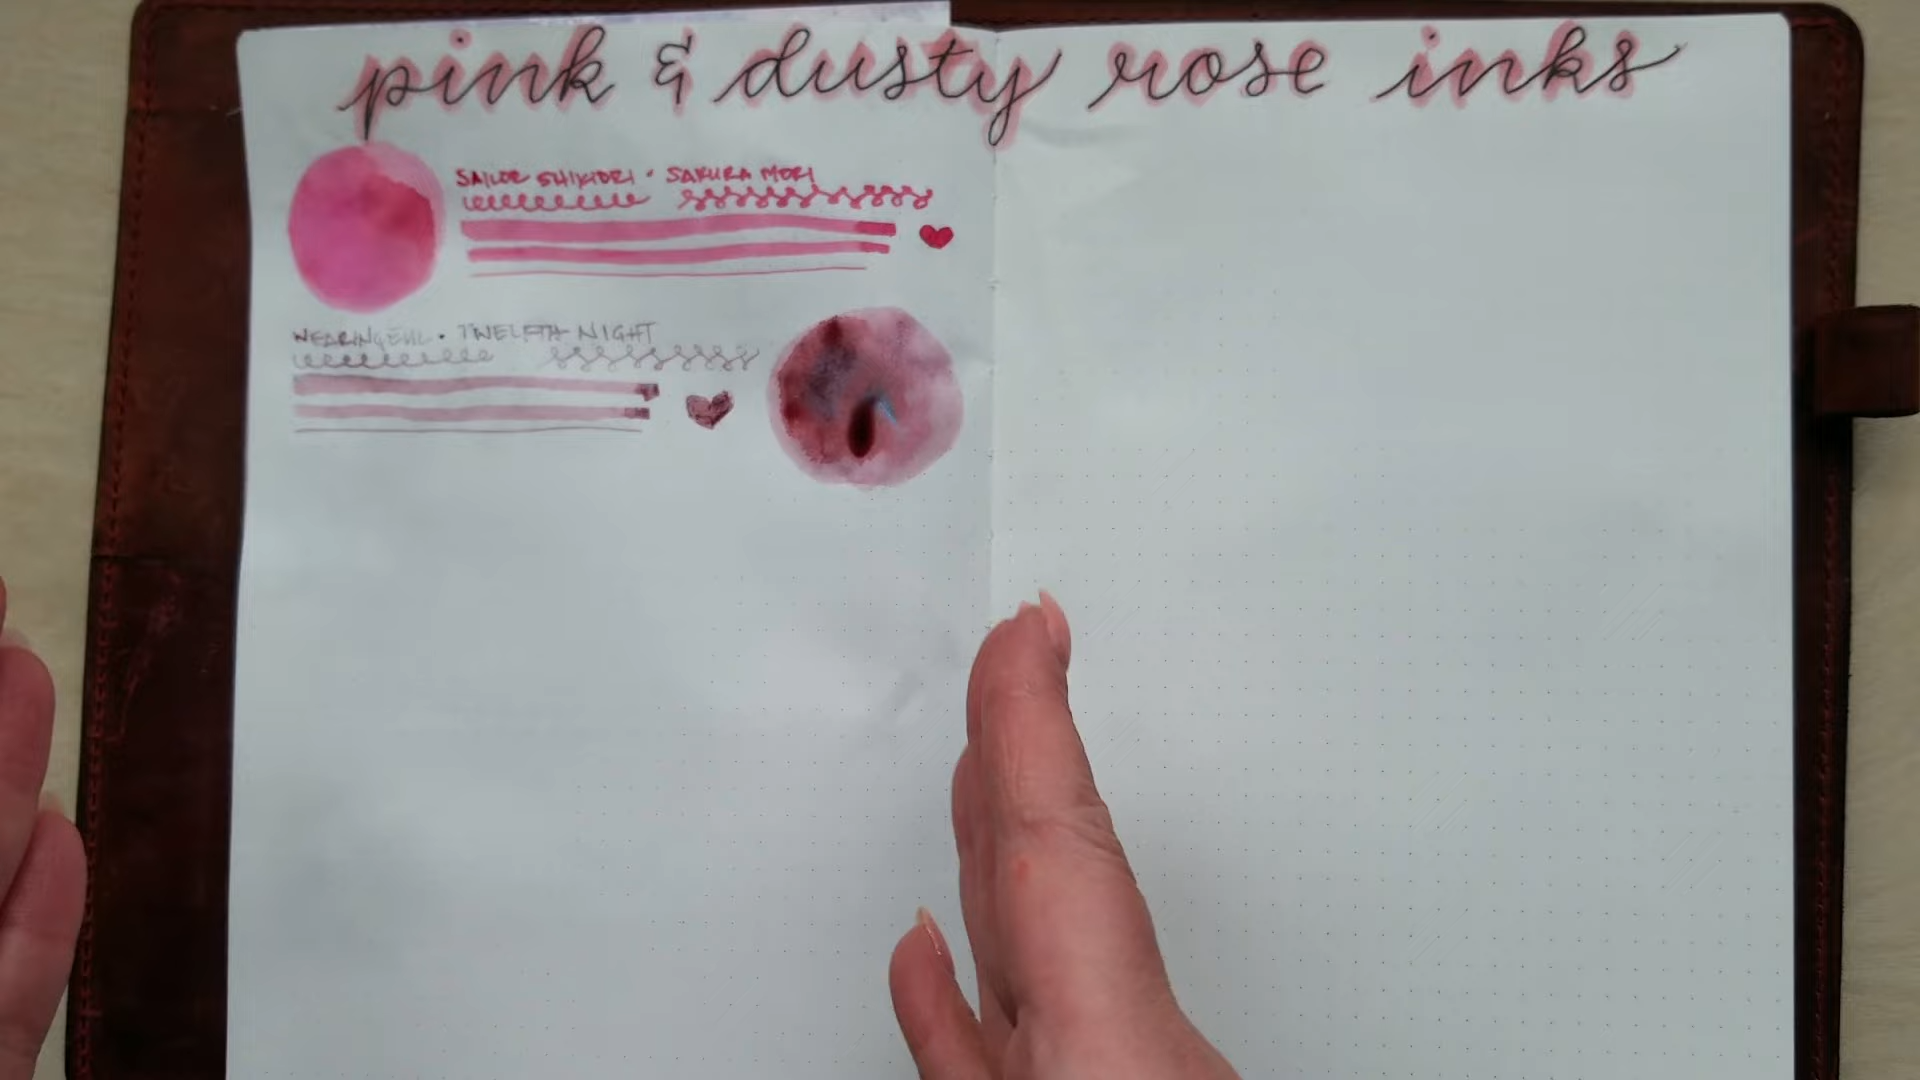 pink & dusty rose inks
SAILOR SHIKIORI · SAKURA MORI
WEARINGEUL · TWELFTH NIGHT